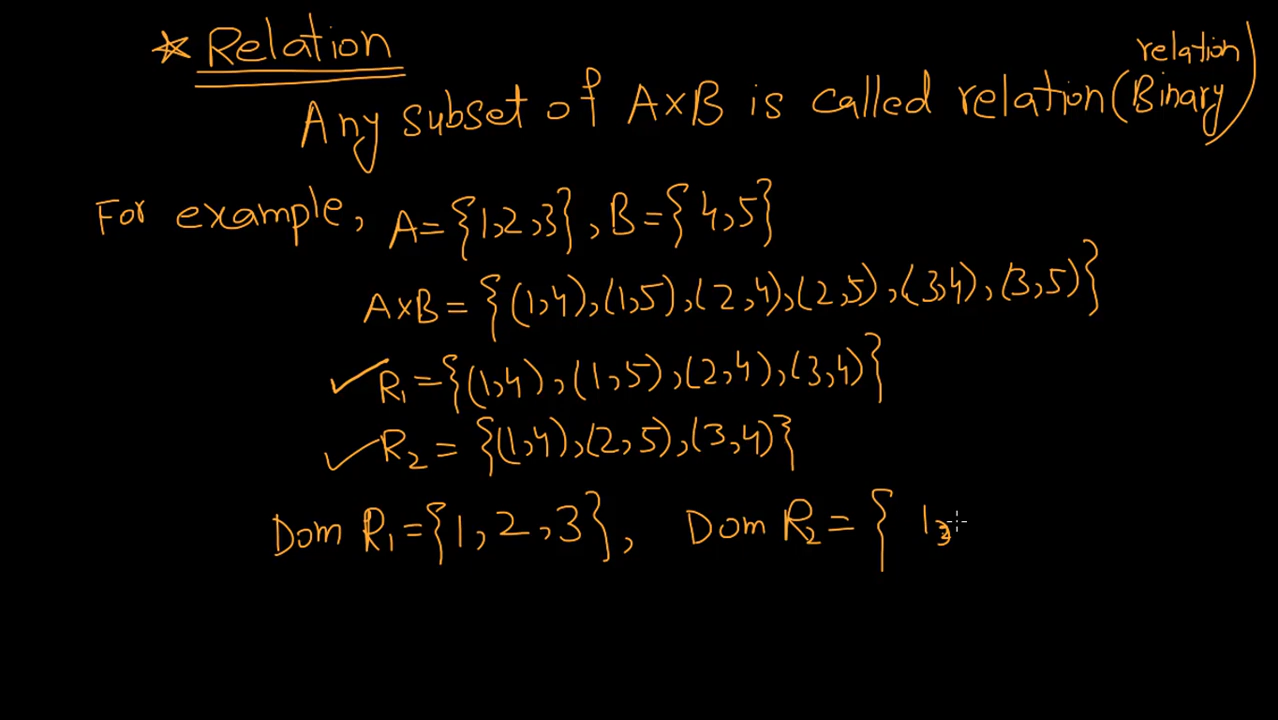 * Relation
Any subset of A×B is called relation (Binary relation)
For example, A={1,2,3}, B={4,5}
A×B={(1,4),(1,5),(2,4),(2,5),(3,4),(3,5)}
✓R₁={(1,4),(1,5),(2,4),(3,4)}
✓R₂={(1,4),(2,5),(3,4)}
Dom R₁={1,2,3}, Dom R₂={ 1,